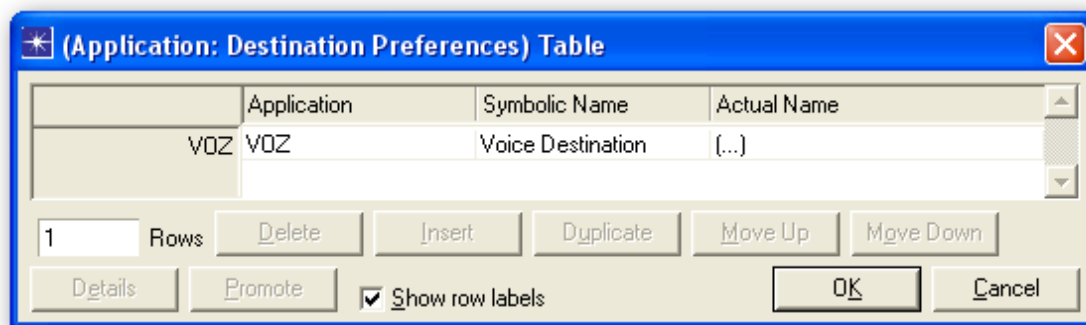 (Application: Destination Preferences) Table
Application Symbolic Name Actual Name
VOZ VOZ Voice Destination (...)
1 Rows Delete Insert Duplicate Move Up Move Down
Details Promote Show row labels OK Cancel